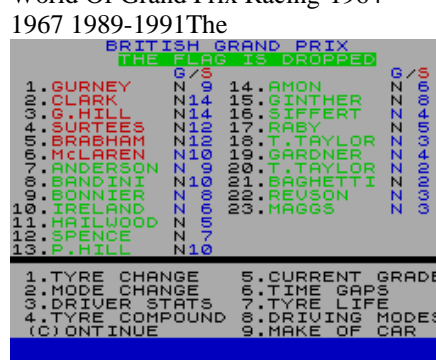 World Of Grand Prix Racing 1964-
1967 1989-1991The
BRITISH GRAND PRIX
THE FLAG IS DROPPED
G/S G/S
1.GURNEY N 9 14.AMON N 6
2.CLARK N14 15.GINTHER N 8
3.G.HILL N14 16.SIFFERT N 4
4.SURTEES N12 17.RABY N 5
5.BRABHAM N12 18.T.TAYLOR N 3
6.McLAREN N10 19.GARDNER N 4
7.ANDERSON N 9 20.T.TAYLOR N 2
8.BANDINI N10 21.BAGHETTI N 2
9.BONNIER N 8 22.REVSON N 3
10.IRELAND N 6 23.MAGGS N 3
11.HAILWOOD N 5
12.SPENCE N 7
13.P.HILL N10
1.TYRE CHANGE 5.CURRENT GRADE
2.MODE CHANGE 6.TIME GAPS
3.DRIVER STATS 7.TYRE LIFE
4.TYRE COMPOUND 8.DRIVING MODES
(C)ONTINUE 9.MAKE OF CAR